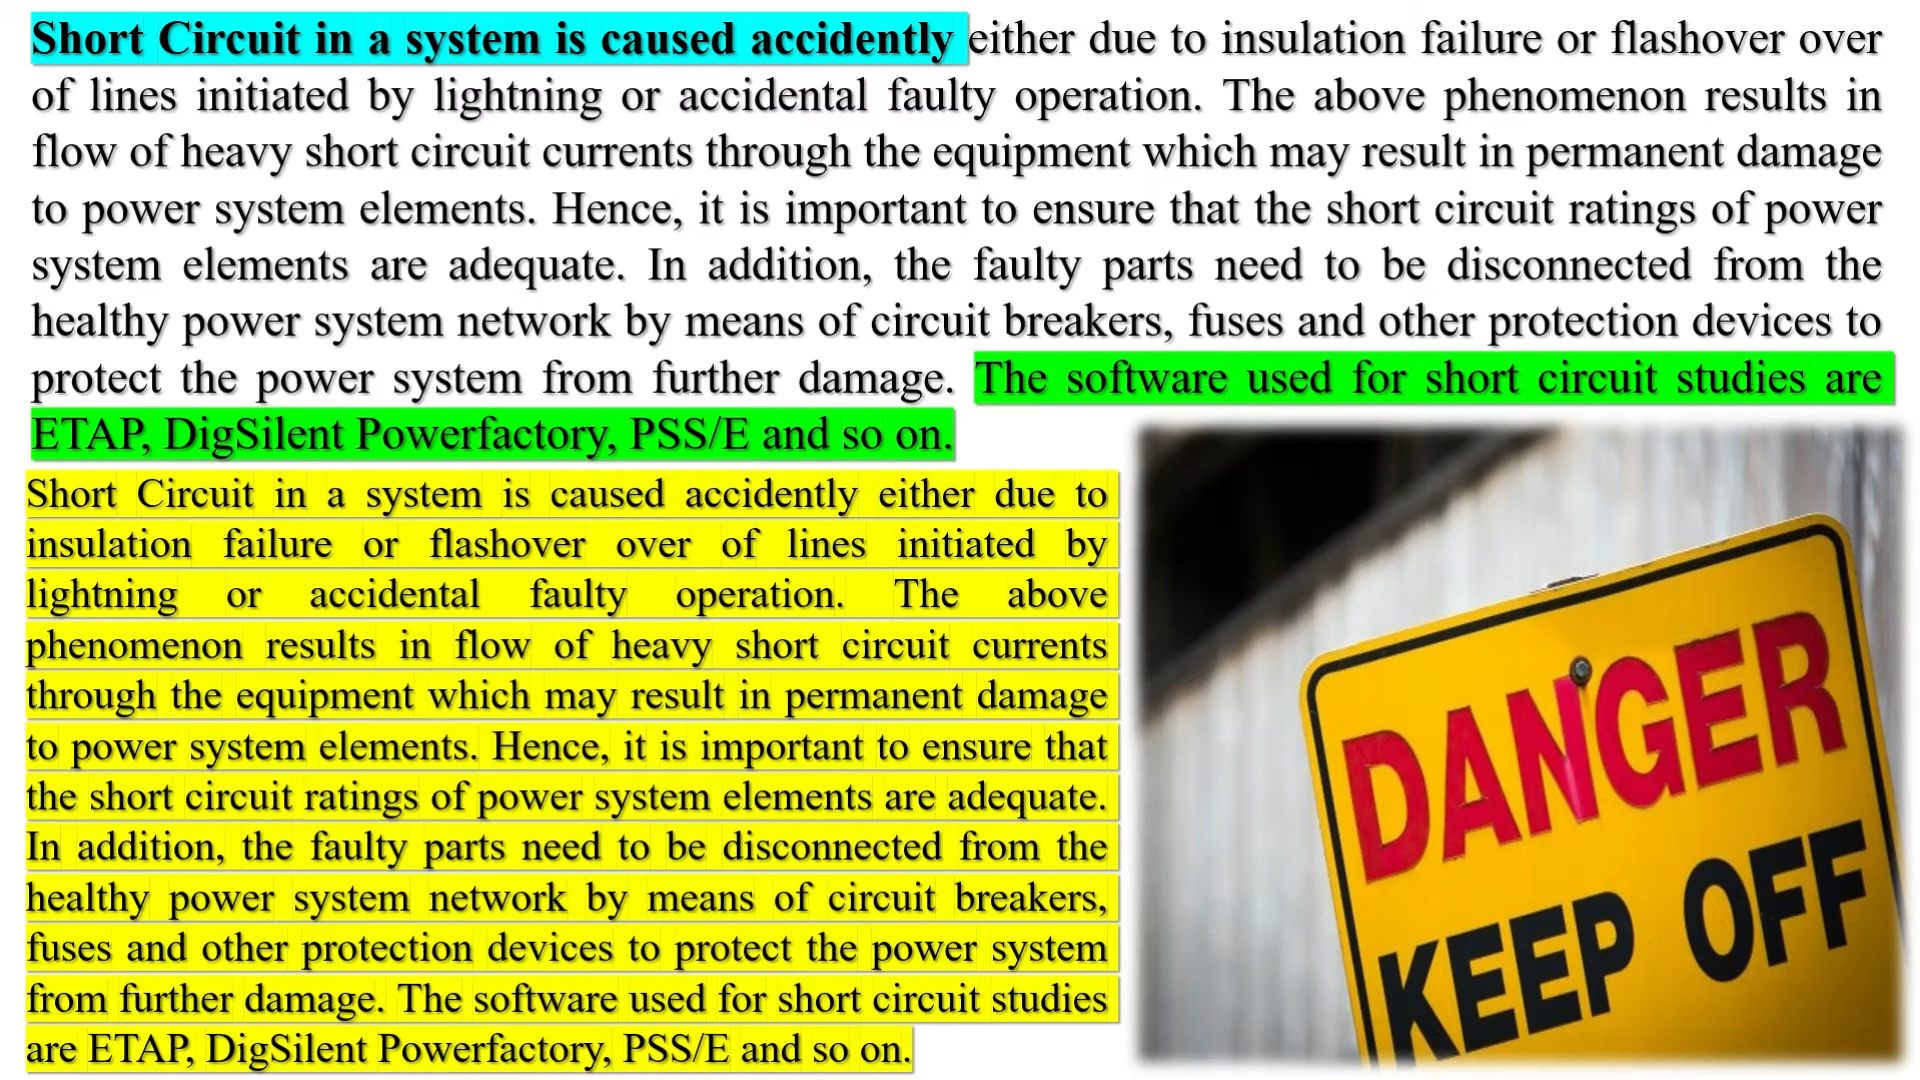 Short Circuit in a system is caused accidently either due to insulation failure or flashover over
of lines initiated by lightning or accidental faulty operation. The above phenomenon results in
flow of heavy short circuit currents through the equipment which may result in permanent damage
to power system elements. Hence, it is important to ensure that the short circuit ratings of power
system elements are adequate. In addition, the faulty parts need to be disconnected from the
healthy power system network by means of circuit breakers, fuses and other protection devices to
protect the power system from further damage. The software used for short circuit studies are
ETAP, DigSilent Powerfactory, PSS/E and so on.
Short Circuit in a system is caused accidently either due to
insulation failure or flashover over of lines initiated by
lightning or accidental faulty operation. The above
phenomenon results in flow of heavy short circuit currents
through the equipment which may result in permanent damage
to power system elements. Hence, it is important to ensure that
the short circuit ratings of power system elements are adequate.
In addition, the faulty parts need to be disconnected from the
healthy power system network by means of circuit breakers,
fuses and other protection devices to protect the power system
from further damage. The software used for short circuit studies
are ETAP, DigSilent Powerfactory, PSS/E and so on.
DANGER
KEEP OFF